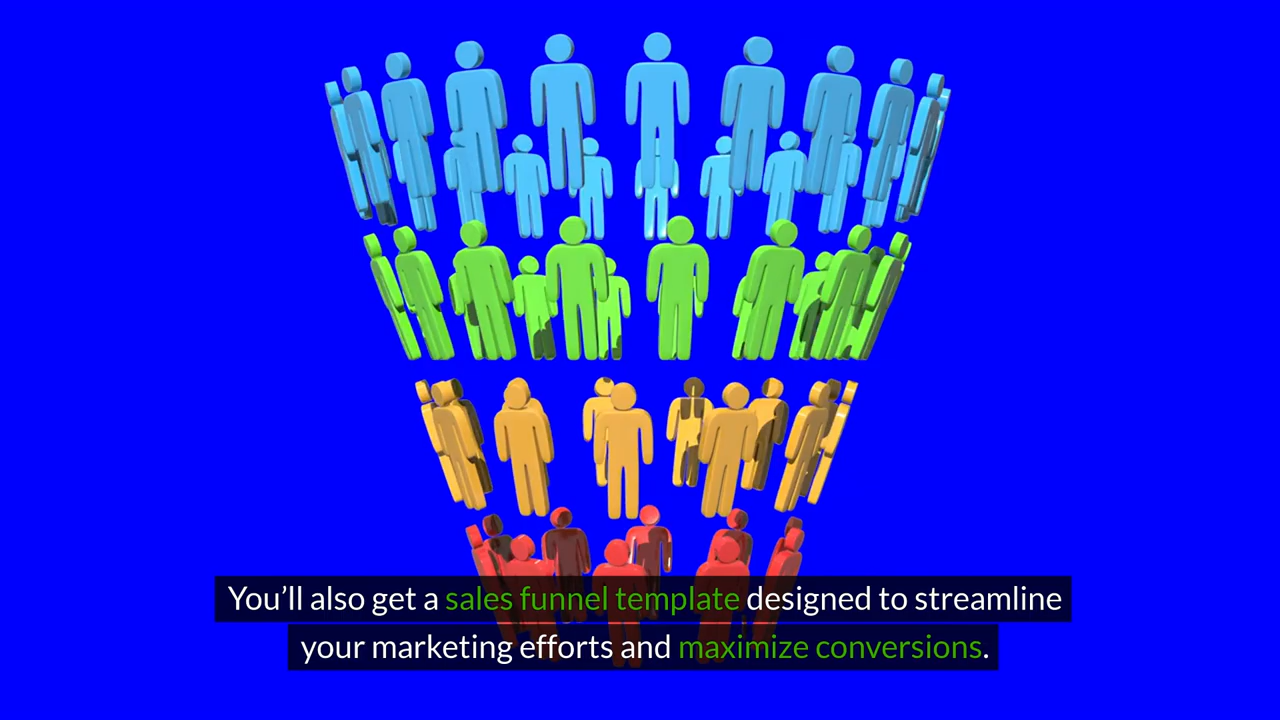 You’ll also get a sales funnel template designed to streamline
your marketing efforts and maximize conversions.